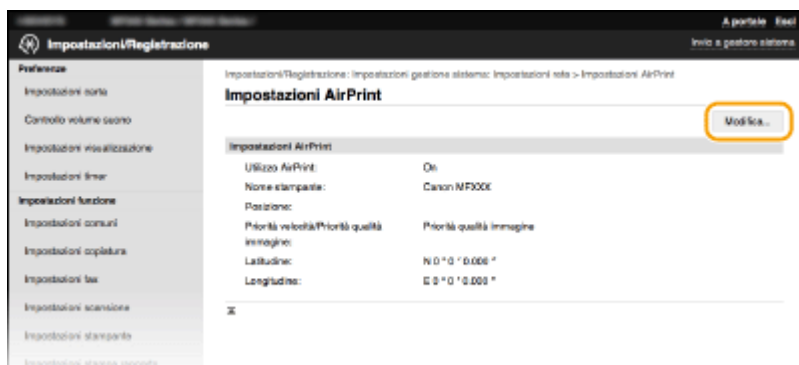 A portale Esci
Impostazioni/Registrazione
Invio a gestore sistema
Preferenze
Impostazioni carta
Controllo volume suono
Impostazioni visualizzazione
Impostazioni timer
Impostazioni funzione
Impostazioni comuni
Impostazioni copiatura
Impostazioni fax
Impostazioni scansione
Impostazioni stampante
Impostazioni/Registrazione: Impostazioni gestione sistema: Impostazioni rete > Impostazioni AirPrint
Impostazioni AirPrint
Modifica...
Impostazioni AirPrint
Utilizzo AirPrint: On
Nome stampante: Canon MFXXX
Posizione:
Priorità velocità/Priorità qualità immagine: Priorità qualità immagine
Latitudine: N 0 ° 0 ' 0.000 "
Longitudine: E 0 ° 0 ' 0.000 "